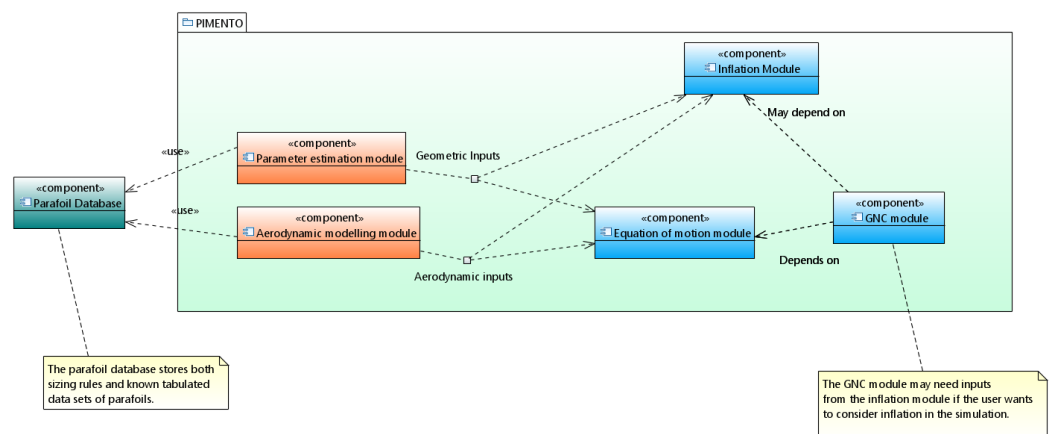 PIMENTO
«component»
Inflation Module
May depend on
«component»
Parameter estimation module
Geometric Inputs
«use»
«component»
Parafoil Database
«use»
«component»
Aerodynamic modelling module
Aerodynamic inputs
«component»
Equation of motion module
«component»
GNC module
Depends on
The parafoil database stores both
sizing rules and known tabulated
data sets of parafoils.
The GNC module may need inputs
from the inflation module if the user wants
to consider inflation in the simulation.